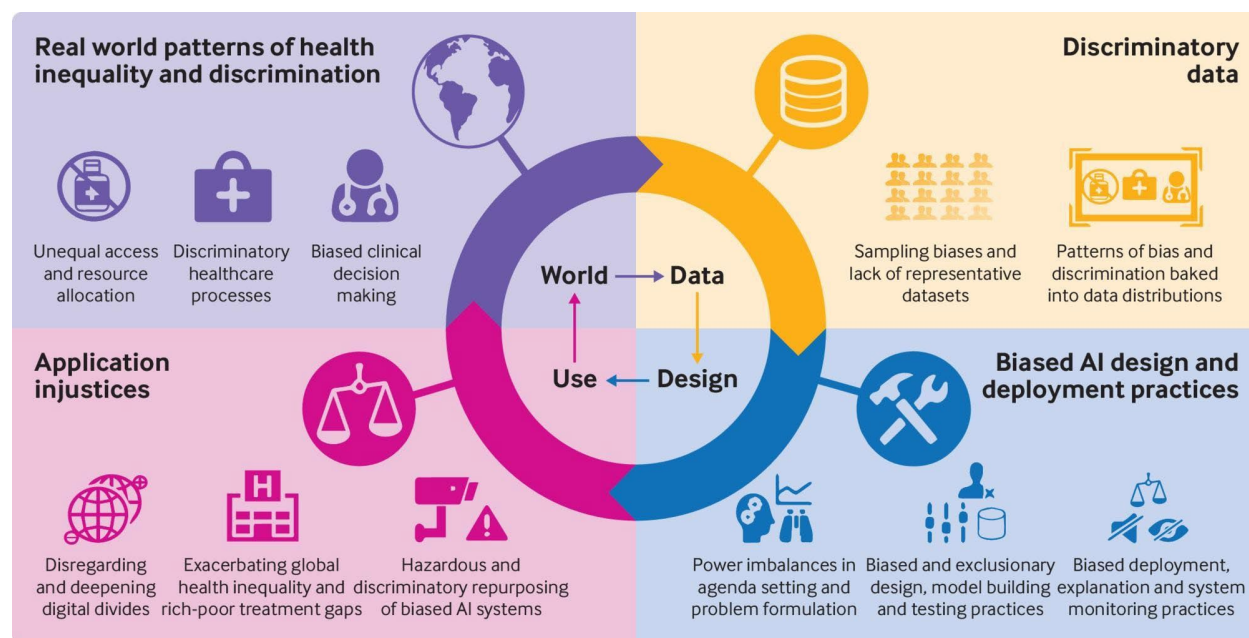 Real world patterns of health
inequality and discrimination
Unequal access
and resource
allocation
Discriminatory
healthcare
processes
Biased clinical
decision
making
Discriminatory
data
Sampling biases and
lack of representative
datasets
Patterns of bias and
discrimination baked
into data distributions
World
Data
Use
Design
Application
injustices
H
Disregarding
and deepening
digital divides
Exacerbating global
health inequality and
rich-poor treatment gaps
Hazardous and
discriminatory repurposing
of biased AI systems
Biased AI design and
deployment practices
Power imbalances in
agenda setting and
problem formulation
Biased and exclusionary
design, model building
and testing practices
Biased deployment,
explanation and system
monitoring practices